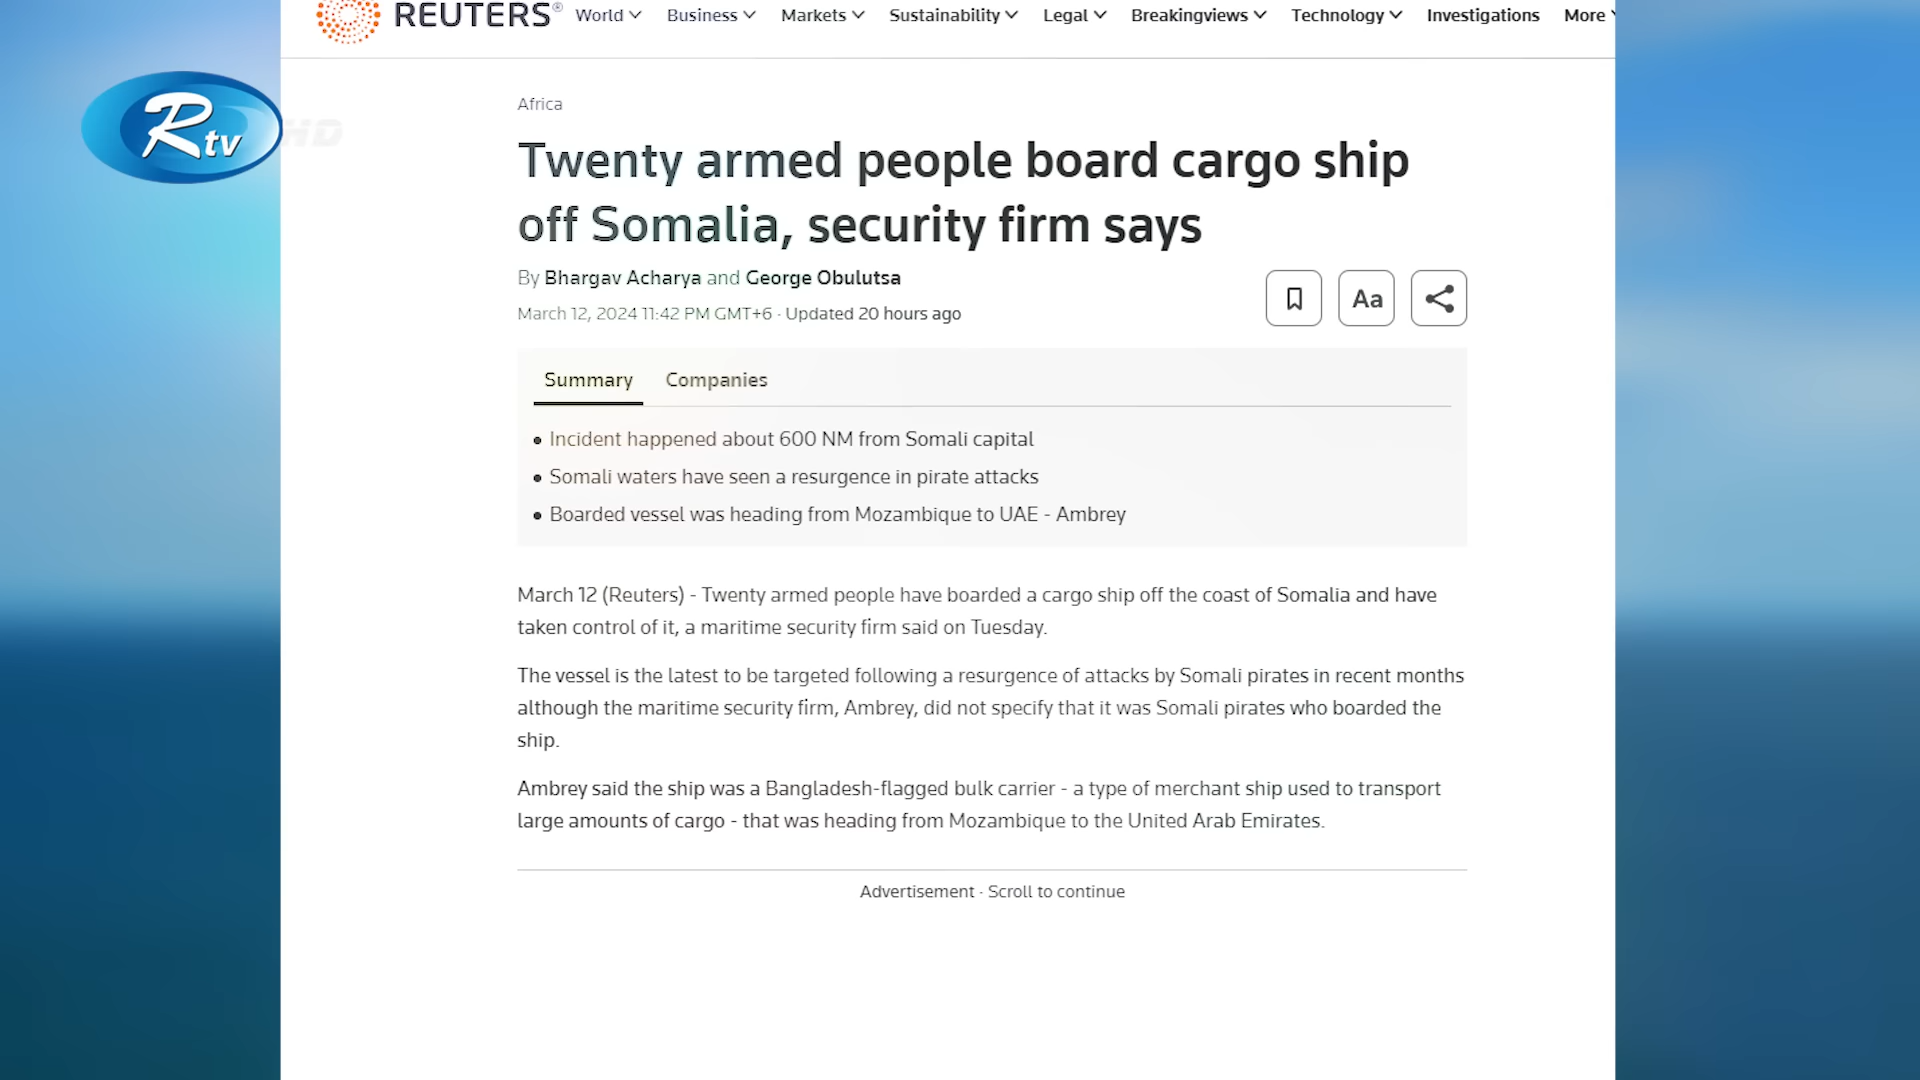 REUTERS®
World Business Markets Sustainability Legal Breakingviews Technology Investigations More
Rtv
HD
Africa
Twenty armed people board cargo ship
off Somalia, security firm says
By Bhargav Acharya and George Obulutsa
March 12, 2024 11:42 PM GMT+6 · Updated 20 hours ago
Aa
Summary Companies
• Incident happened about 600 NM from Somali capital
• Somali waters have seen a resurgence in pirate attacks
• Boarded vessel was heading from Mozambique to UAE - Ambrey
March 12 (Reuters) - Twenty armed people have boarded a cargo ship off the coast of Somalia and have
taken control of it, a maritime security firm said on Tuesday.
The vessel is the latest to be targeted following a resurgence of attacks by Somali pirates in recent months
although the maritime security firm, Ambrey, did not specify that it was Somali pirates who boarded the
ship.
Ambrey said the ship was a Bangladesh-flagged bulk carrier - a type of merchant ship used to transport
large amounts of cargo - that was heading from Mozambique to the United Arab Emirates.
Advertisement · Scroll to continue